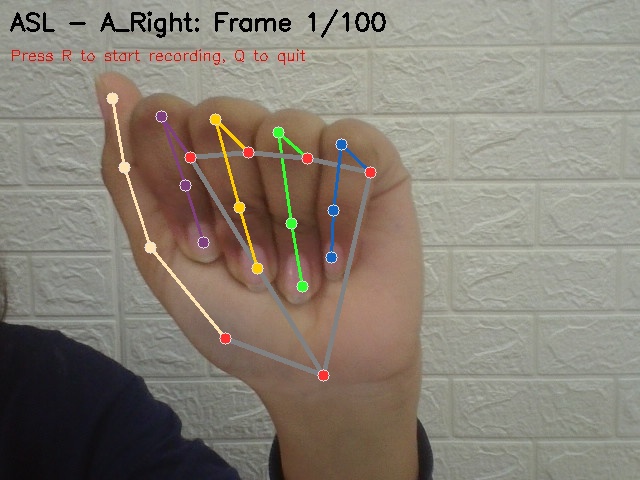 ASL - A_Right: Frame 1/100
Press R to start recording, Q to quit